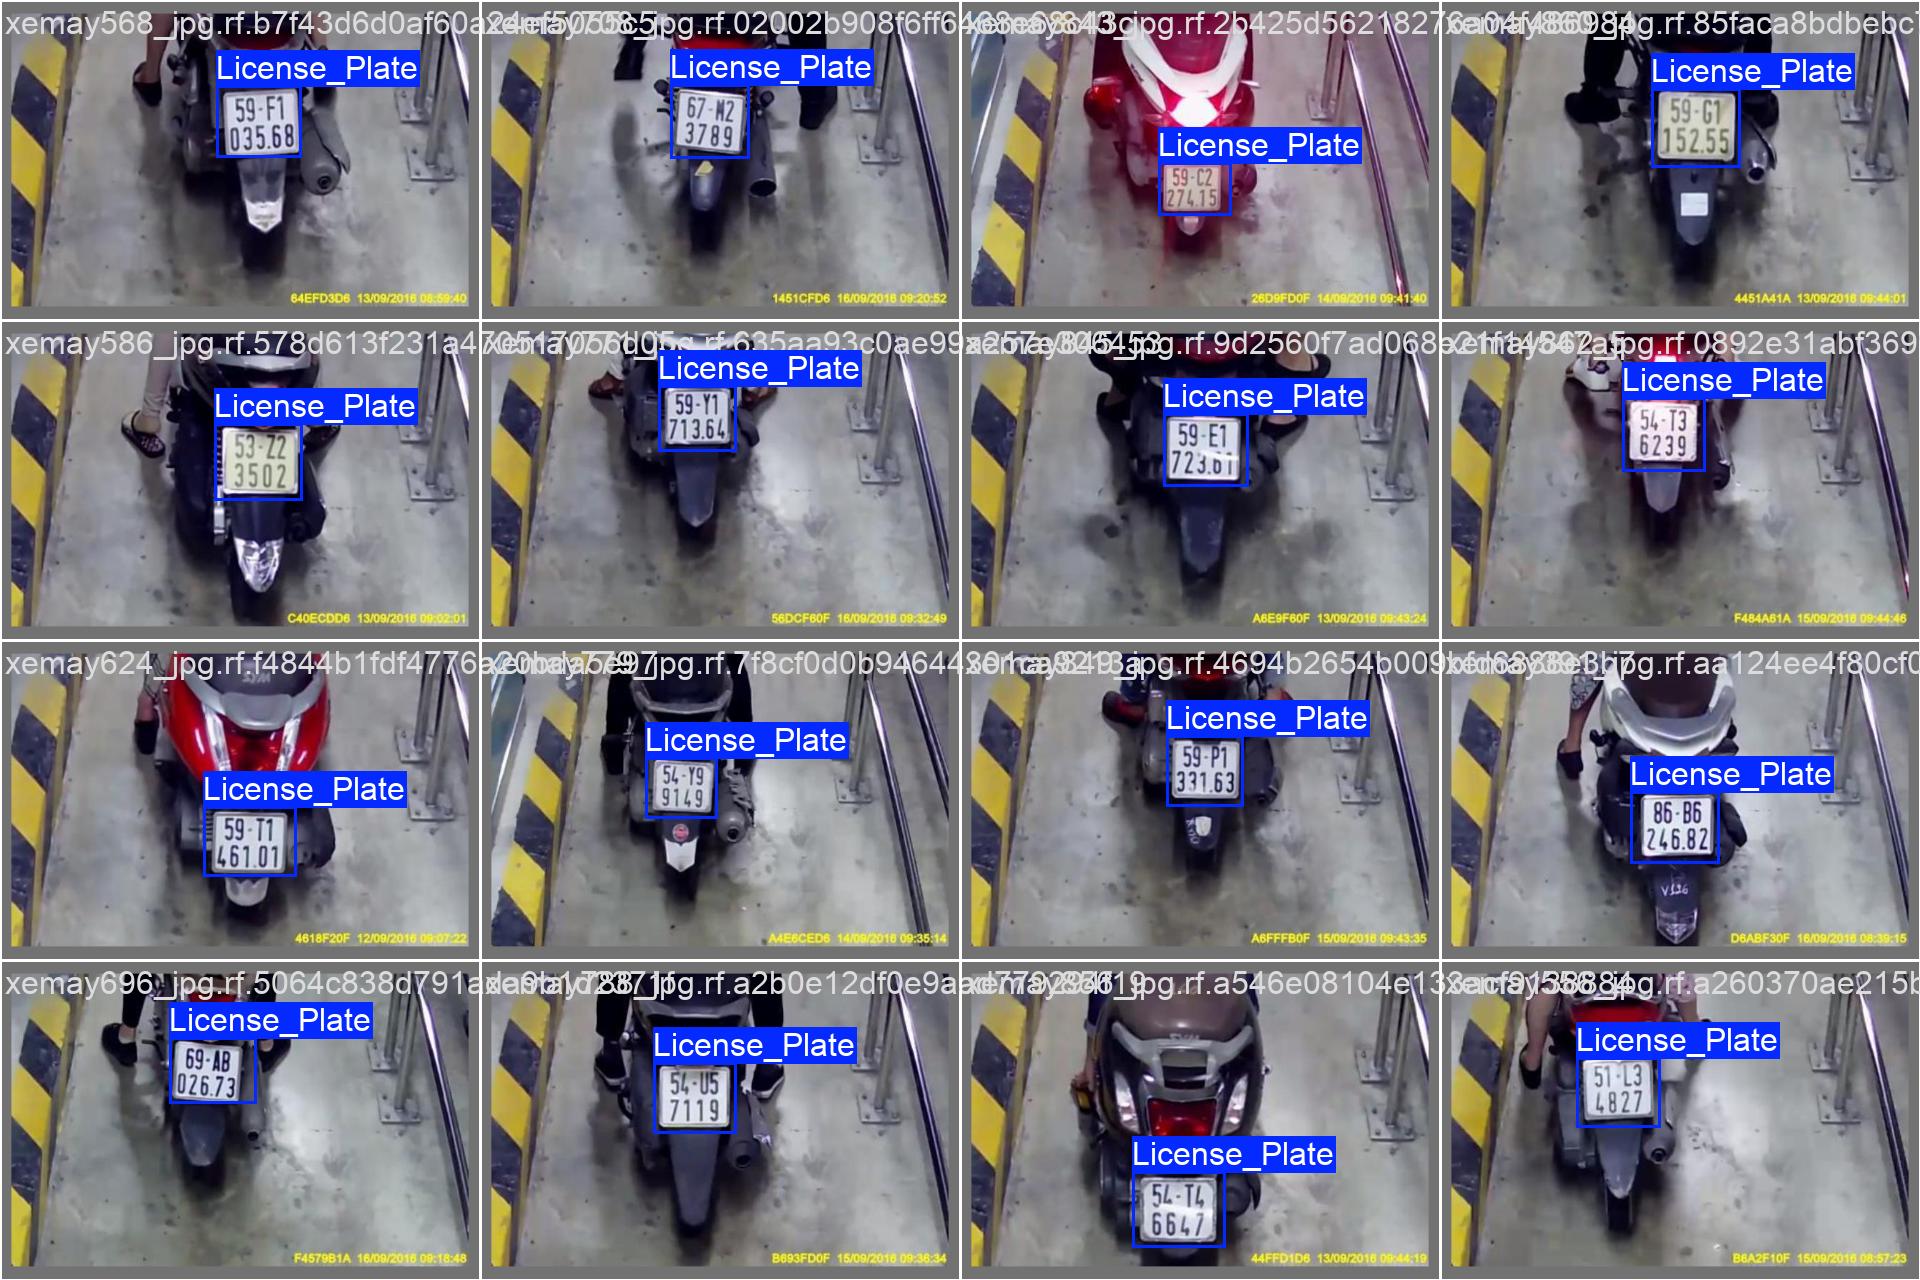 License_Plate
59-F1
035.68
64EFD3D6 13/09/2016 08:59:40
License_Plate
67-M2
3789
1451CFD6 16/09/2016 09:20:52
License_Plate
59-C2
274.15
26D9FD0F 14/09/2016 09:41:40
License_Plate
59-G1
152.55
4451A41A 13/09/2016 09:44:01
License_Plate
53-Z2
3502
C40ECDD6 13/09/2016 09:02:01
License_Plate
59-Y1
713.64
56DCF60F 16/09/2016 09:32:49
License_Plate
59-E1
723.61
A6E9F60F 13/09/2016 09:43:24
License_Plate
54-T3
6239
F484A61A 15/09/2016 09:44:46
License_Plate
59-T1
461.01
4618F20F 12/09/2016 09:07:22
License_Plate
54-Y9
9149
A4E6CED6 14/09/2016 09:35:14
License_Plate
59-P1
331.63
A6FFFB0F 15/09/2016 09:43:35
License_Plate
86-B6
246.82
D6ABF30F 16/09/2016 08:39:15
License_Plate
69-AB
026.73
F4579B1A 16/09/2016 09:18:48
License_Plate
54-U5
7119
B693FD0F 15/09/2016 09:36:34
License_Plate
54-T4
6647
44FFD1D6 13/09/2016 09:44:19
License_Plate
51-L3
4827
B6A2F10F 15/09/2016 08:57:23